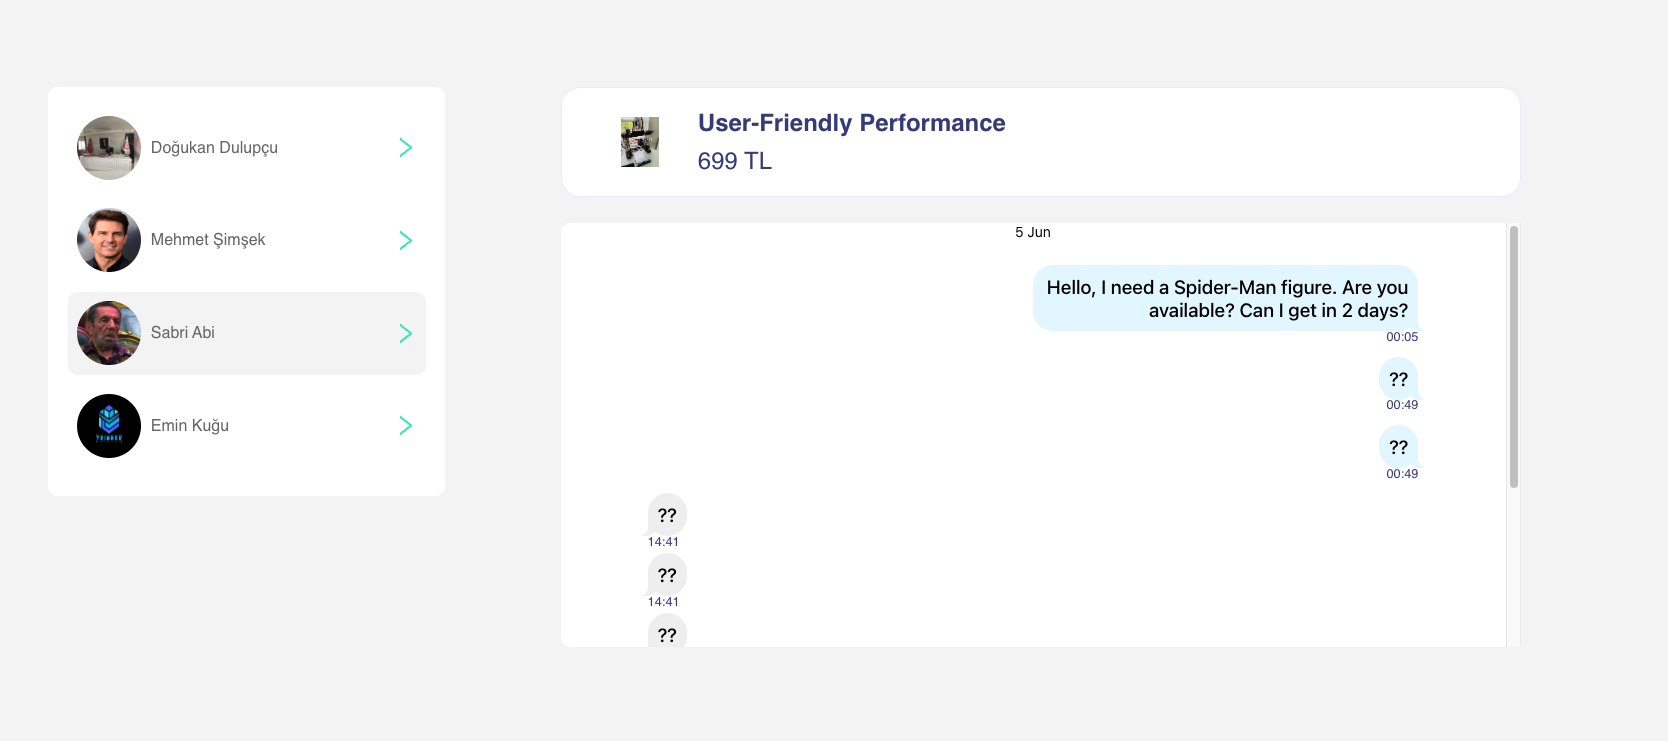 Doğukan Dulupçu
Mehmet Şimşek
Sabri Abi
Emin Kuğu
User-Friendly Performance
699 TL
5 Jun
Hello, I need a Spider-Man figure. Are you
available? Can I get in 2 days?
00:05
??
00:49
??
00:49
??
14:41
??
14:41
??